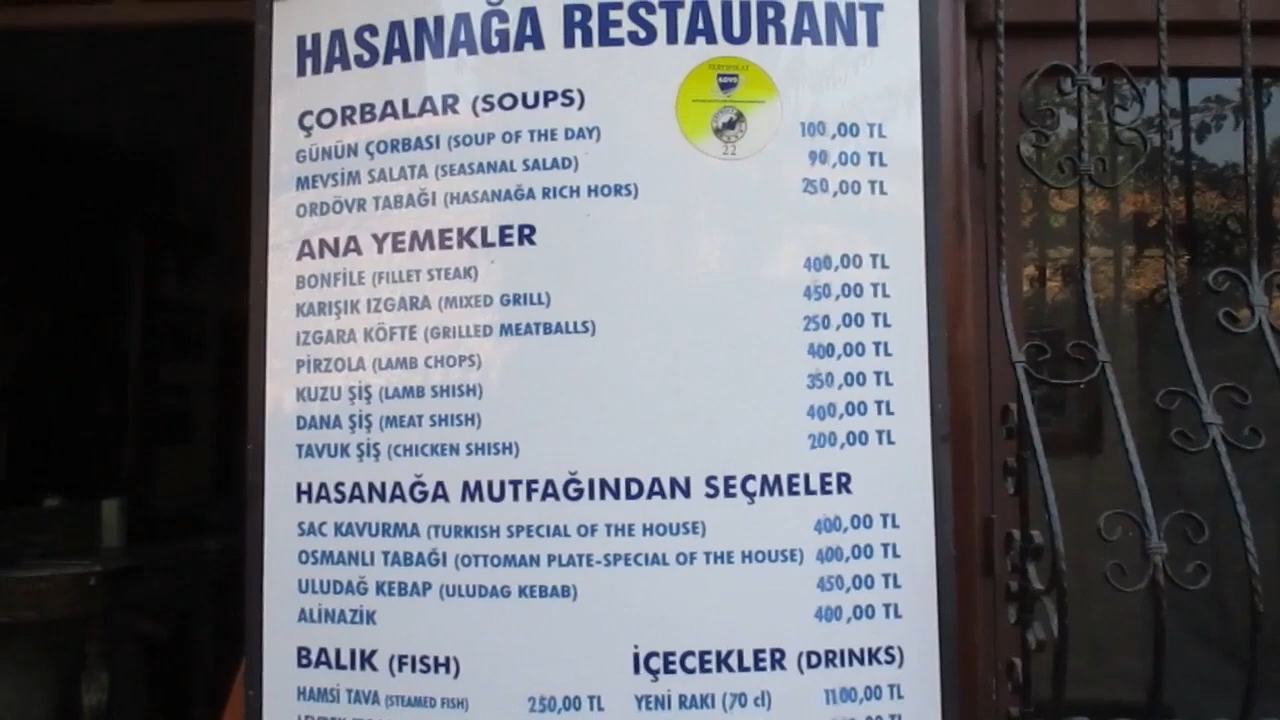 HASANAĞA RESTAURANT
ÇORBALAR (SOUPS)
GÜNÜN ÇORBASI (SOUP OF THE DAY) 100,00 TL
MEVSİM SALATA (SEASANAL SALAD) 90,00 TL
ORDÖVR TABAĞI (HASANAĞA RICH HORS) 250,00 TL
ANA YEMEKLER
BONFİLE (FILLET STEAK) 400,00 TL
KARIŞIK IZGARA (MIXED GRILL) 450,00 TL
IZGARA KÖFTE (GRILLED MEATBALLS) 250,00 TL
PİRZOLA (LAMB CHOPS) 400,00 TL
KUZU ŞİŞ (LAMB SHISH) 350,00 TL
DANA ŞİŞ (MEAT SHISH) 400,00 TL
TAVUK ŞİŞ (CHICKEN SHISH) 200,00 TL
HASANAĞA MUTFAĞINDAN SEÇMELER
SAC KAVURMA (TURKISH SPECIAL OF THE HOUSE) 400,00 TL
OSMANLI TABAĞI (OTTOMAN PLATE-SPECIAL OF THE HOUSE) 400,00 TL
ULUDAĞ KEBAP (ULUDAG KEBAB) 450,00 TL
ALİNAZİK 400,00 TL
BALIK (FISH)
HAMSİ TAVA (STEAMED FISH) 250,00 TL
İÇECEKLER (DRINKS)
YENİ RAKI (70 cl) 1100,00 TL
SERTIFIKAT
22